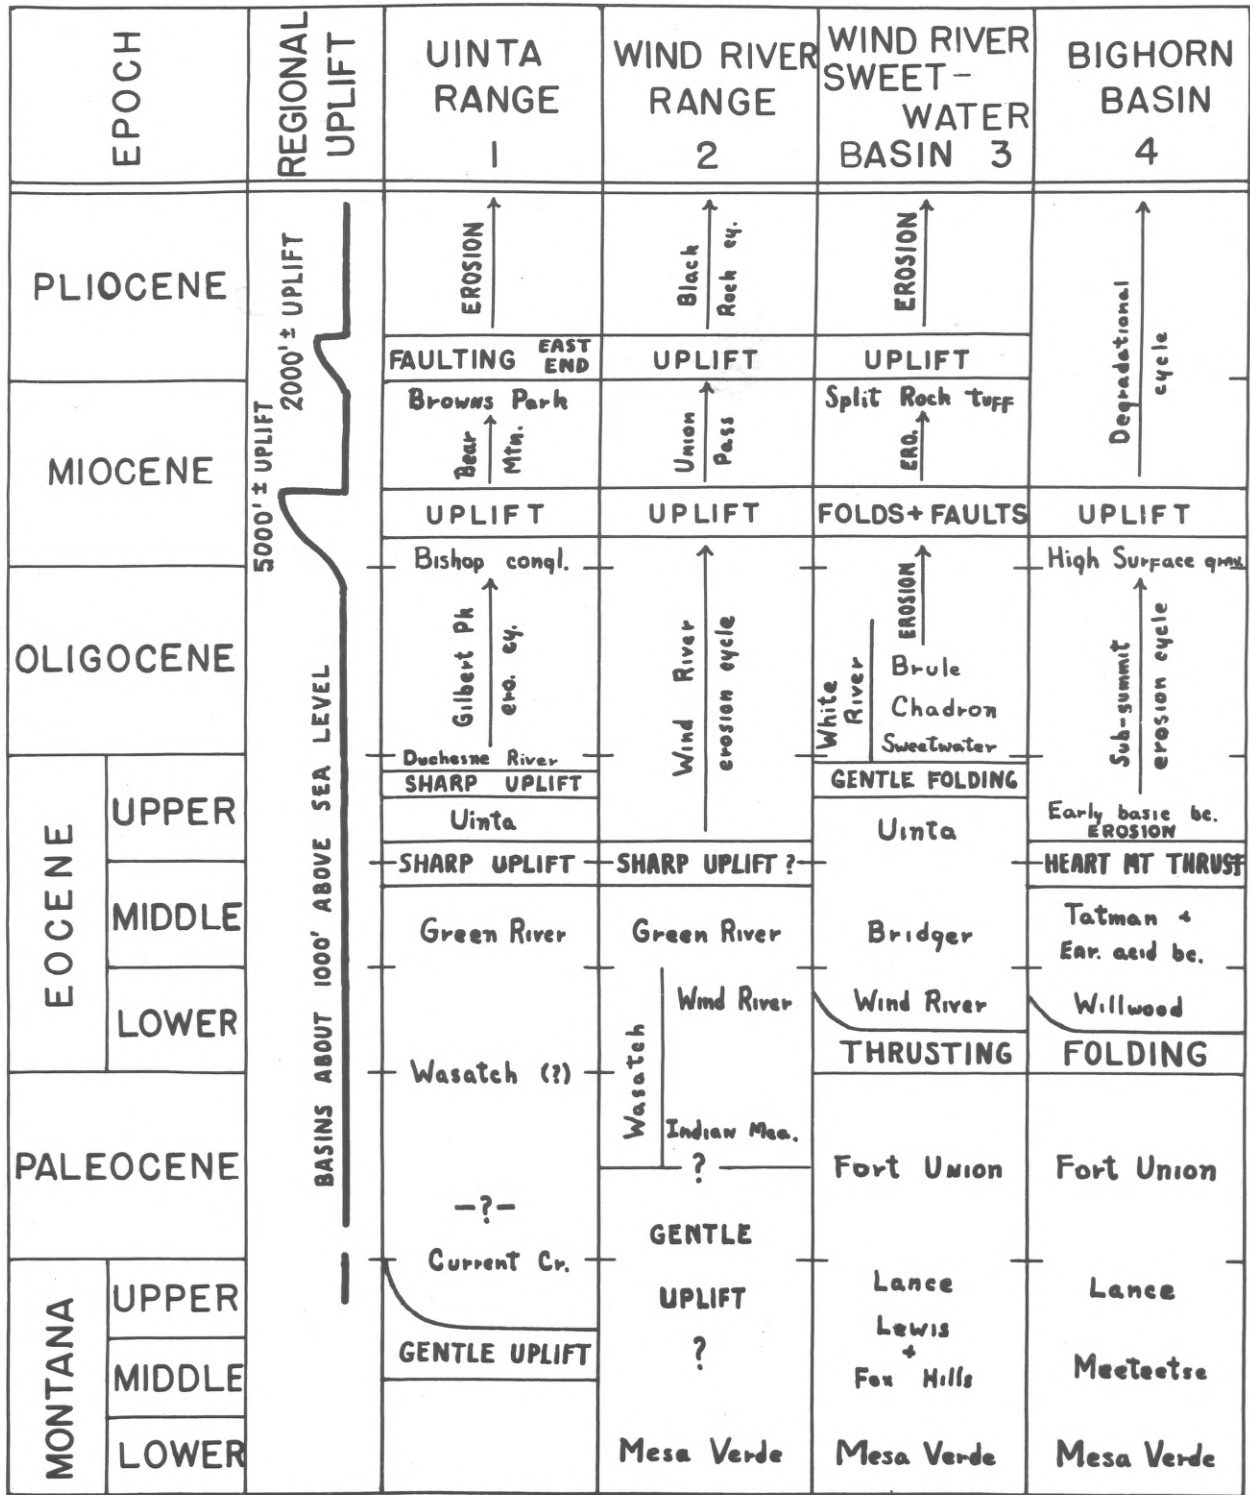 EPOCH
REGIONAL
UPLIFT
UINTA
RANGE
1
WIND RIVER
RANGE
2
WIND RIVER
SWEET-
WATER
BASIN 3
BIGHORN
BASIN
4
PLIOCENE
MIOCENE
OLIGOCENE
EOCENE
UPPER
MIDDLE
LOWER
PALEOCENE
MONTANA
UPPER
MIDDLE
LOWER
2000' ± UPLIFT
5000' ± UPLIFT
BASINS ABOUT 1000' ABOVE SEA LEVEL
EROSION
FAULTING EAST
END
Browns Park
Bear
Mtn.
UPLIFT
Bishop congl.
Gilbert Pk
ero. cy.
Duchesne River
SHARP UPLIFT
Uinta
SHARP UPLIFT
Green River
Wasatch (?)
-?-
Current Cr.
GENTLE UPLIFT
Black
Rock cy.
UPLIFT
Union
Pass
UPLIFT
Wind River
erosion cycle
SHARP UPLIFT ?
Green River
Wasatch
Wind River
Indian Mea.
?
GENTLE
UPLIFT
?
Mesa Verde
EROSION
UPLIFT
Split Rock tuff
ERO.
FOLDS + FAULTS
EROSION
White
River
Brule
Chadron
Sweetwater
GENTLE FOLDING
Uinta
Bridger
Wind River
THRUSTING
Fort Union
Lance
Lewis
+
Fox Hills
Mesa Verde
Degradational
cycle
UPLIFT
High Surface grav.
Sub-summit
erosion cycle
Early basic bc.
EROSION
HEART MT THRUST
Tatman +
Ear. acid bc.
Willwood
FOLDING
Fort Union
Lance
Meeteetse
Mesa Verde